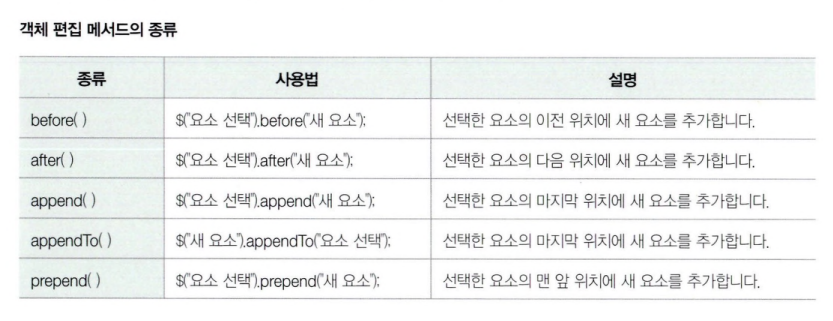 객체 편집 메서드의 종류
종류 사용법 설명
before( ) $("요소 선택").before("새 요소"); 선택한 요소의 이전 위치에 새 요소를 추가합니다.
after( ) $("요소 선택").after("새 요소"); 선택한 요소의 다음 위치에 새 요소를 추가합니다.
append( ) $("요소 선택").append("새 요소"); 선택한 요소의 마지막 위치에 새 요소를 추가합니다.
appendTo( ) $("새 요소").appendTo("요소 선택"); 선택한 요소의 마지막 위치에 새 요소를 추가합니다.
prepend( ) $("요소 선택").prepend("새 요소"); 선택한 요소의 맨 앞 위치에 새 요소를 추가합니다.